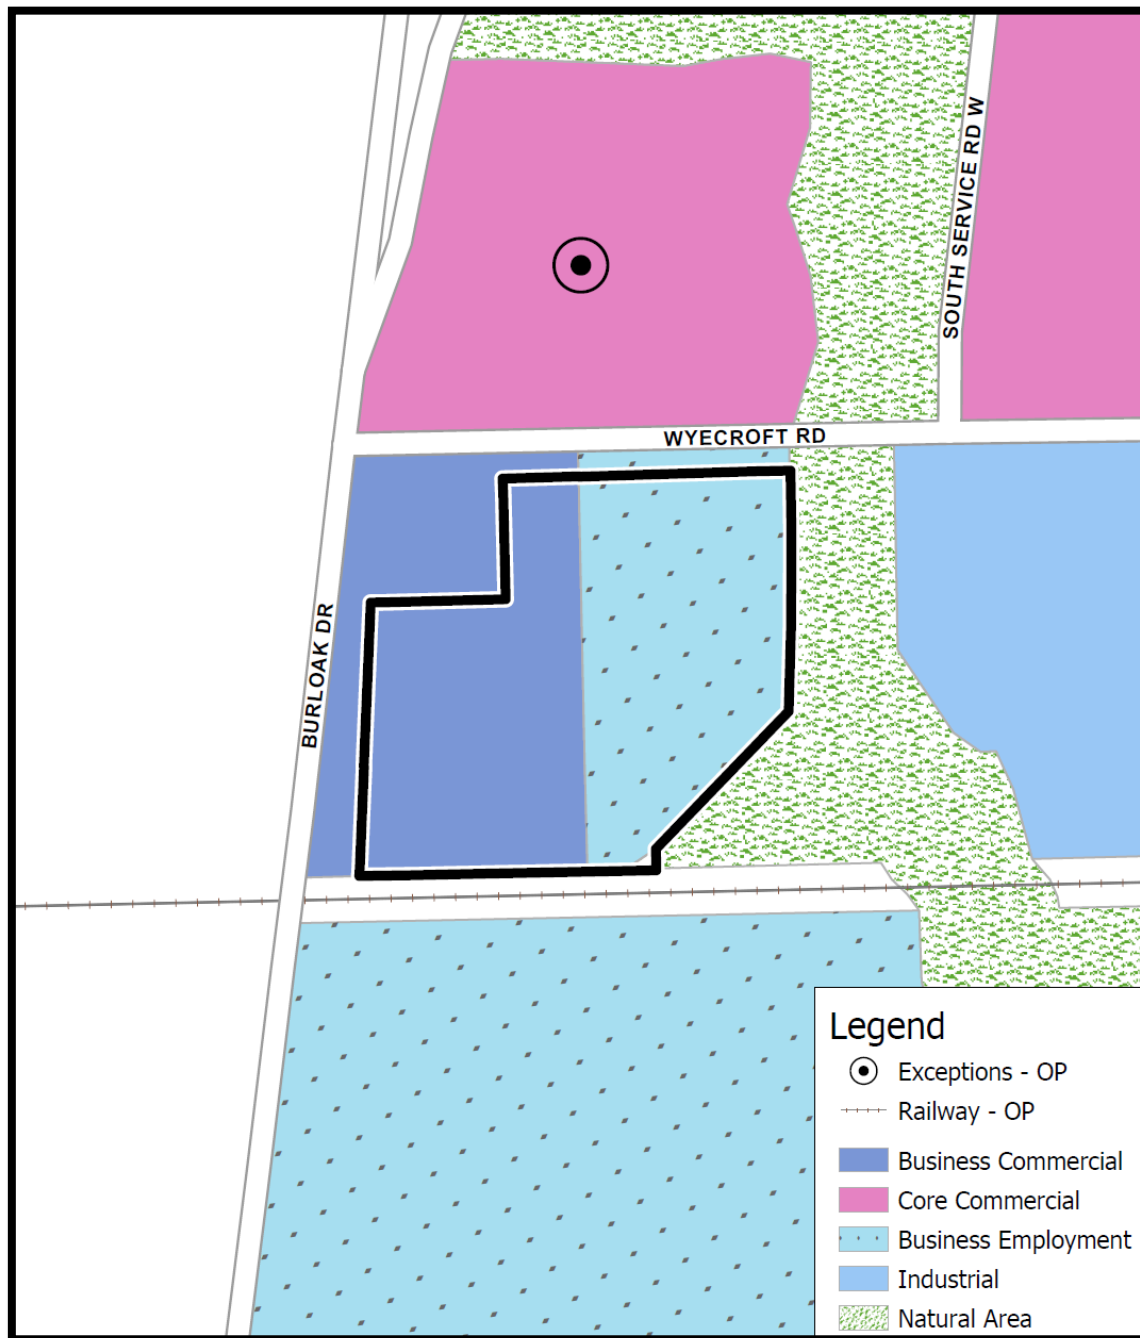 SOUTH SERVICE RD W
WYECROFT RD
BURLOAK DR
Legend
Exceptions - OP
Railway - OP
Business Commercial
Core Commercial
Business Employment
Industrial
Natural Area